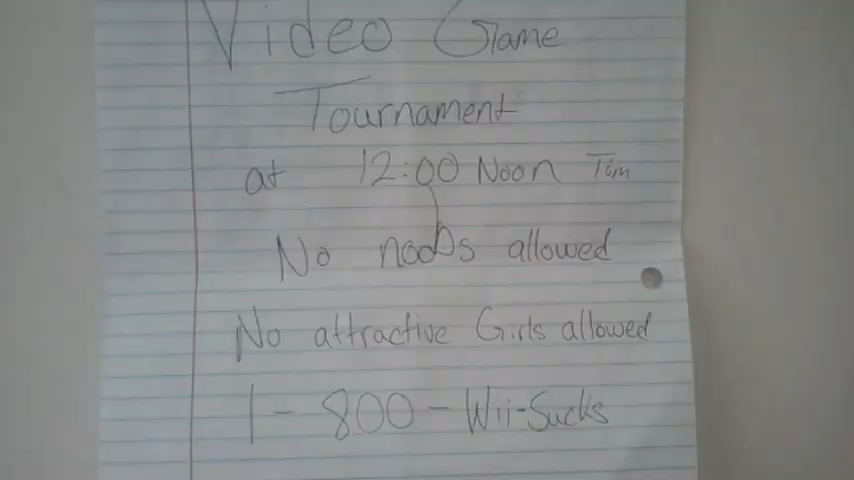 Video Game
Tournament
at 12:00 Noon Tim
No noobs allowed
No attractive Girls allowed
1-800-Wii-Sucks